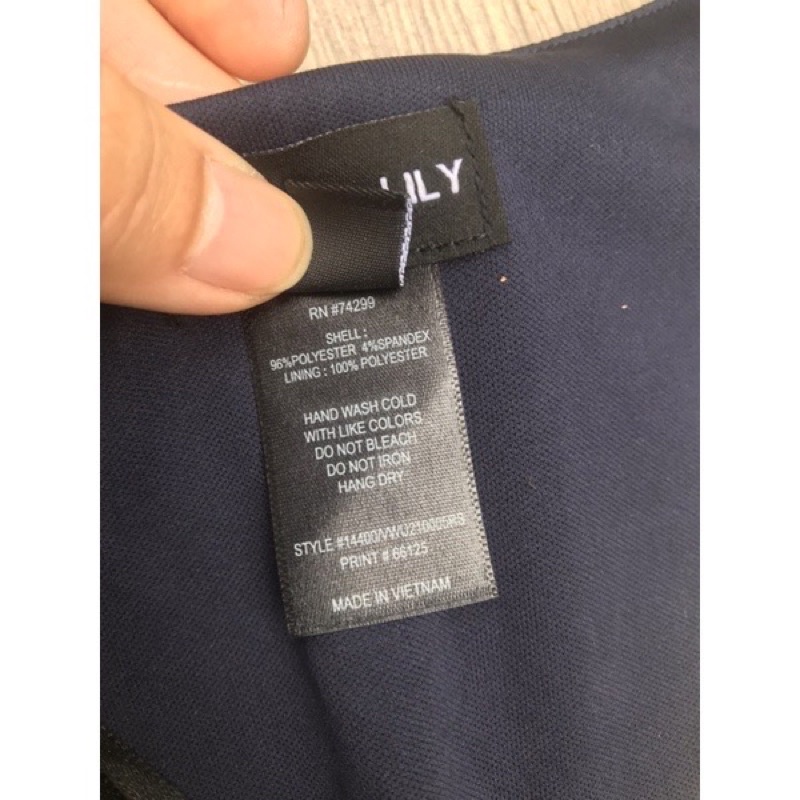 LILY
RN #74299
SHELL :
96%POLYESTER 4%SPANDEX
LINING : 100% POLYESTER
HAND WASH COLD
WITH LIKE COLORS
DO NOT BLEACH
DO NOT IRON
HANG DRY
STYLE
PRINT # 66125
MADE IN VIETNAM